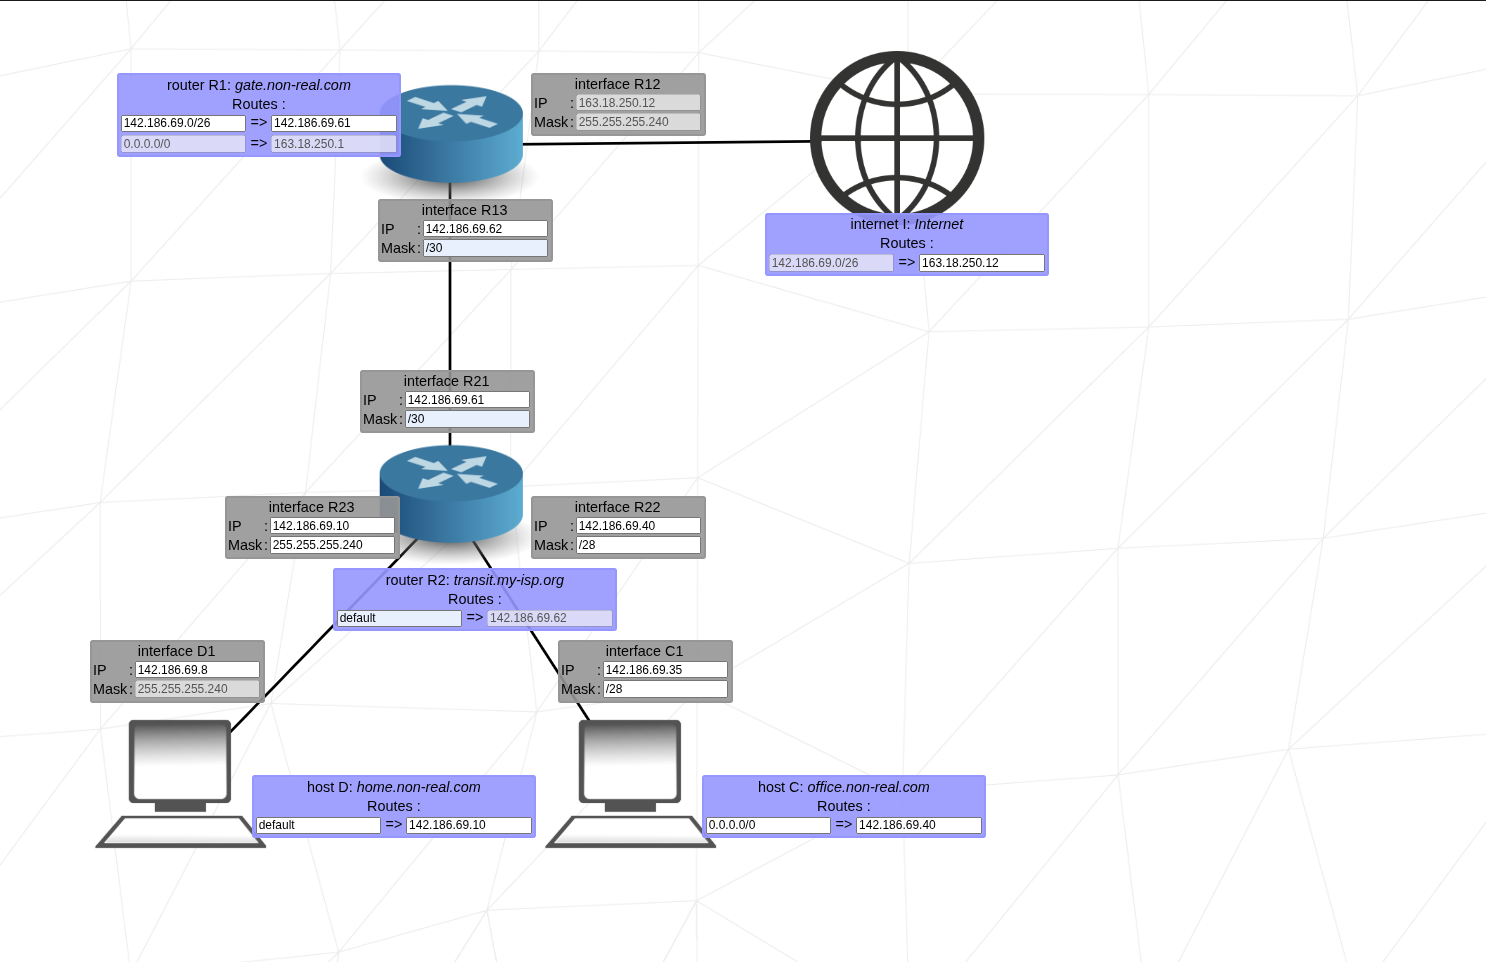 router R1: gate.non-real.com
Routes :
142.186.69.0/26 => 142.186.69.61
0.0.0.0/0 => 163.18.250.1
interface R12
IP : 163.18.250.12
Mask : 255.255.255.240
interface R13
IP : 142.186.69.62
Mask : /30
internet I: Internet
Routes :
142.186.69.0/26 => 163.18.250.12
interface R21
IP : 142.186.69.61
Mask : /30
interface R23
IP : 142.186.69.10
Mask : 255.255.255.240
interface R22
IP : 142.186.69.40
Mask : /28
router R2: transit.my-isp.org
Routes :
default => 142.186.69.62
interface D1
IP : 142.186.69.8
Mask : 255.255.255.240
interface C1
IP : 142.186.69.35
Mask : /28
host D: home.non-real.com
Routes :
default => 142.186.69.10
host C: office.non-real.com
Routes :
0.0.0.0/0 => 142.186.69.40